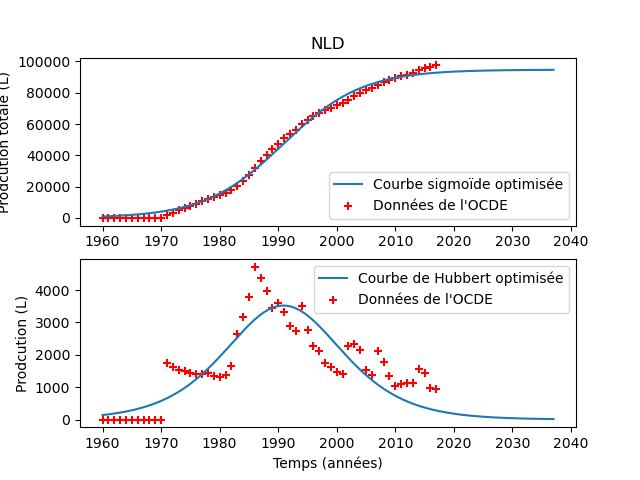 NLD
100000
80000
60000
40000
20000
0
Prodcution totale (L)
Courbe sigmoïde optimisée
Données de l'OCDE
1960 1970 1980 1990 2000 2010 2020 2030 2040
4000
3000
2000
1000
0
Prodcution (L)
Courbe de Hubbert optimisée
Données de l'OCDE
1960 1970 1980 1990 2000 2010 2020 2030 2040
Temps (années)